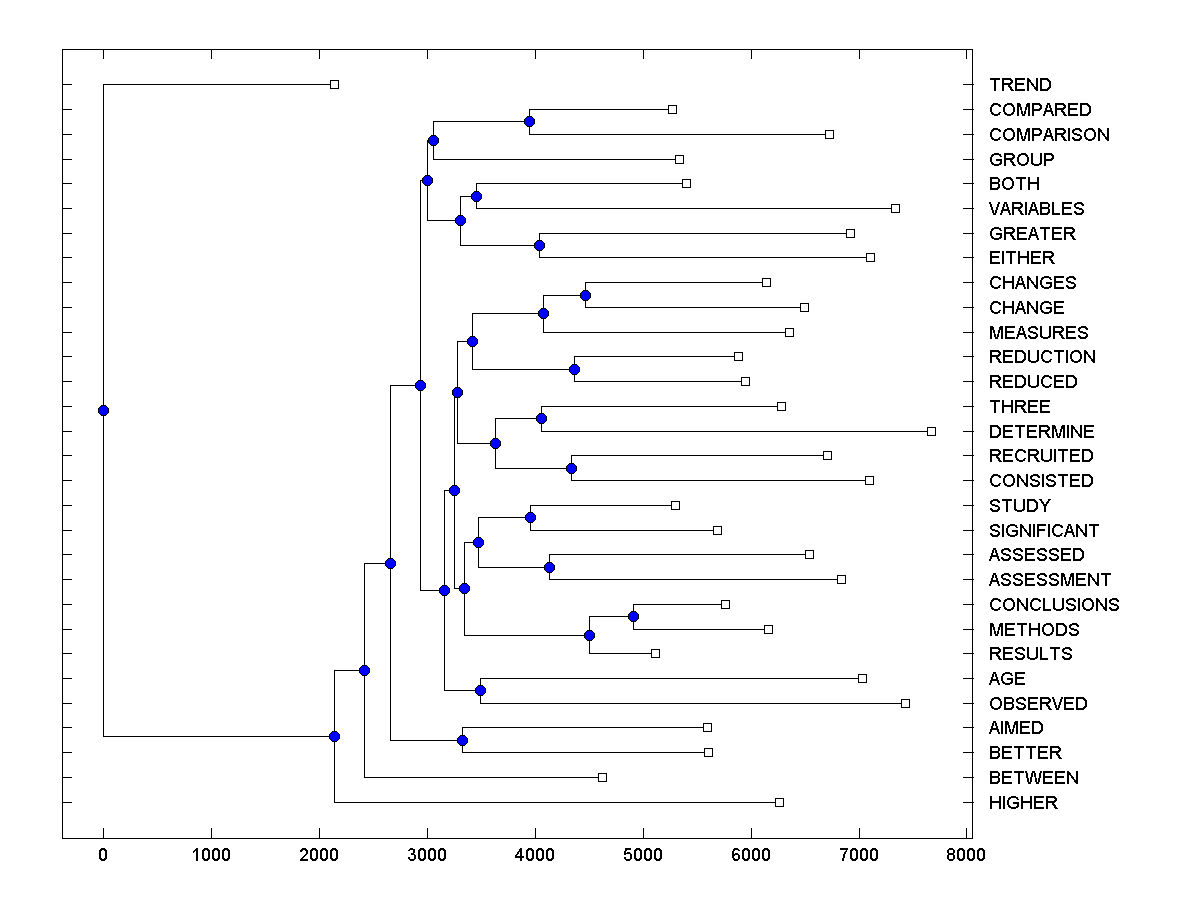 TREND
COMPARED
COMPARISON
GROUP
BOTH
VARIABLES
GREATER
EITHER
CHANGES
CHANGE
MEASURES
REDUCTION
REDUCED
THREE
DETERMINE
RECRUITED
CONSISTED
STUDY
SIGNIFICANT
ASSESSED
ASSESSMENT
CONCLUSIONS
METHODS
RESULTS
AGE
OBSERVED
AIMED
BETTER
BETWEEN
HIGHER
0 1000 2000 3000 4000 5000 6000 7000 8000